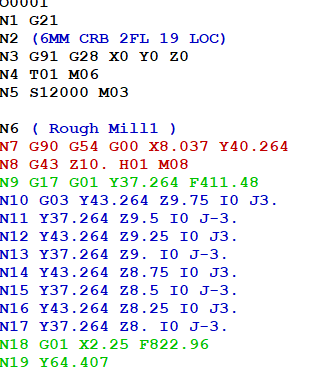 O0001
N1 G21
N2 (6MM CRB 2FL 19 LOC)
N3 G91 G28 X0 Y0 Z0
N4 T01 M06
N5 S12000 M03
N6 ( Rough Mill1 )
N7 G90 G54 G00 X8.037 Y40.264
N8 G43 Z10. H01 M08
N9 G17 G01 Y37.264 F411.48
N10 G03 Y43.264 Z9.75 I0 J3.
N11 Y37.264 Z9.5 I0 J-3.
N12 Y43.264 Z9.25 I0 J3.
N13 Y37.264 Z9. I0 J-3.
N14 Y43.264 Z8.75 I0 J3.
N15 Y37.264 Z8.5 I0 J-3.
N16 Y43.264 Z8.25 I0 J3.
N17 Y37.264 Z8. I0 J-3.
N18 G01 X2.25 F822.96
N19 Y64.407